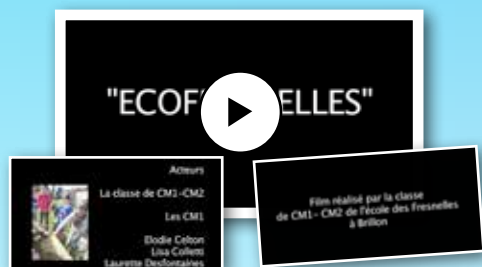 "ECOF ELLES"
Acteurs
La classe de CM1-CM2
Les CM1
Elodie Celton
Lisa Colletti
Laurette Desfontaines
Film réalisé par la classe
de CM1- CM2 de l'école des Fresnelles
à Brillon